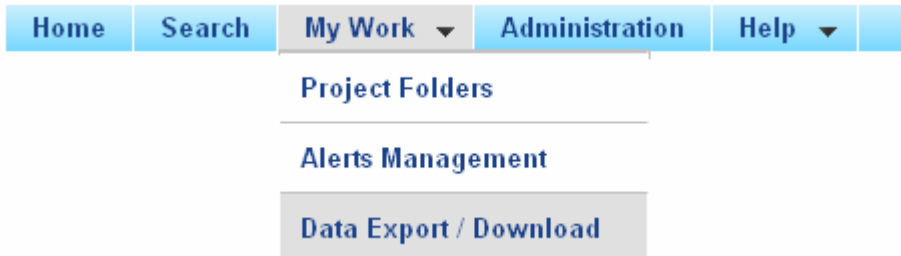 Home Search My Work Administration Help
Project Folders
Alerts Management
Data Export / Download